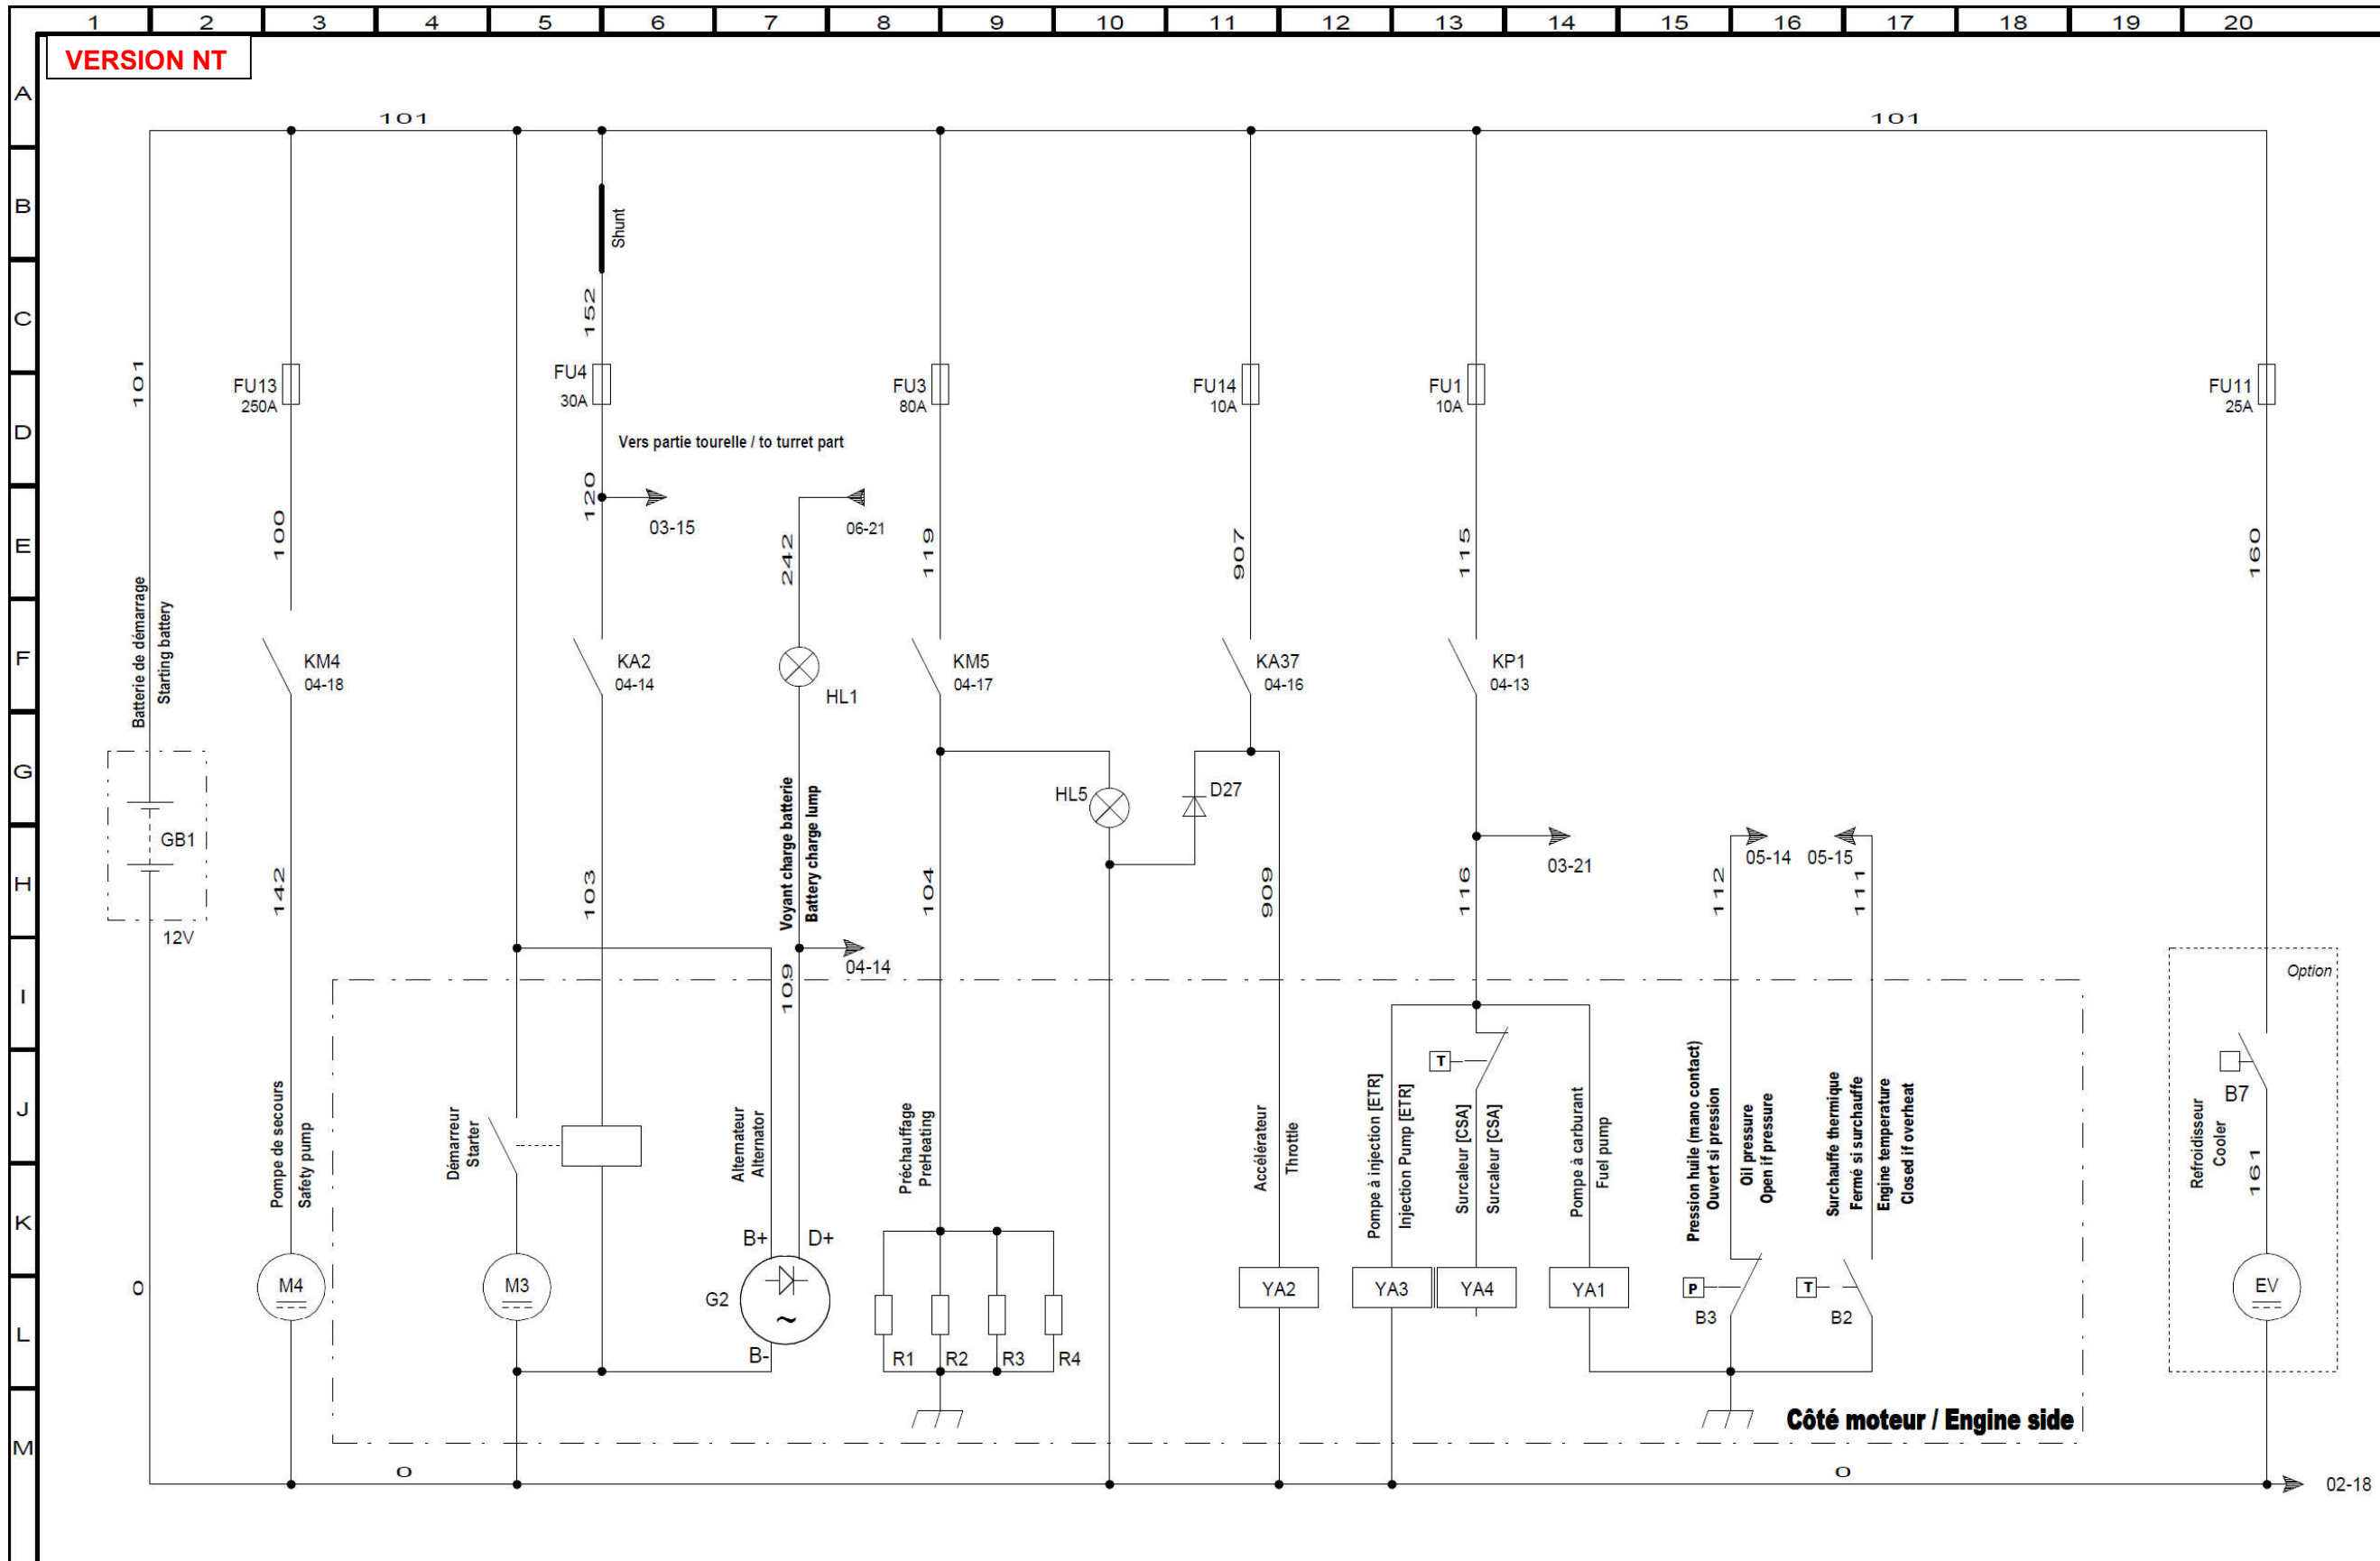 1 2 3 4 5 6 7 8 9 10 11 12 13 14 15 16 17 18 19 20
VERSION NT
A
B
C
D
E
F
G
H
I
J
K
L
M
101
101
Shunt
152
101
FU13
250A
FU4
30A
FU3
80A
FU14
10A
FU1
10A
FU11
25A
Vers partie tourelle / to turret part
120
03-15
06-21
100
242
119
907
115
160
Batterie de démarrage
Starting battery
KM4
04-18
KA2
04-14
HL1
KM5
04-17
KA37
04-16
KP1
04-13
GB1
12V
142
103
Voyant charge batterie
Battery charge lump
104
HL5
D27
909
116
03-21
112
05-14
05-15
111
109
04-14
Option
Pompe de secours
Safety pump
Démarreur
Starter
Alternateur
Alternator
Préchauffage
PreHeating
Accélérateur
Throttle
Pompe à injection [ETR]
Injection Pump [ETR]
T
Surcaleur [CSA]
Surcaleur [CSA]
Pompe à carburant
Fuel pump
Pression huile (mano contact)
Ouvert si pression
Oil pressure
Open if pressure
Surchauffe thermique
Fermé si surchauffe
Engine temperature
Closed if overheat
Refroidisseur
Cooler
B7
161
0
M4
M3
B+
D+
G2
~
B-
R1
R2
R3
R4
YA2
YA3
YA4
YA1
P
B3
T
B2
EV
Côté moteur / Engine side
0
0
02-18